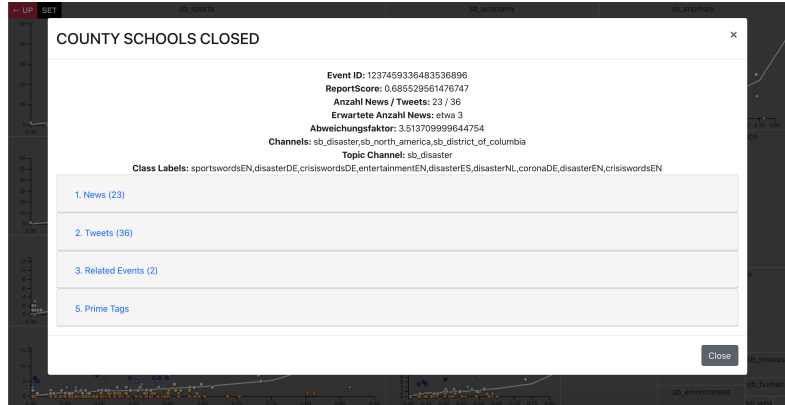 ← UP SET
sb_sports
sb_economy
sb_anomaly
COUNTY SCHOOLS CLOSED
×
Event ID: 1237459336483536896
ReportScore: 0.685529561476747
Anzahl News / Tweets: 23 / 36
Erwartete Anzahl News: etwa 3
Abweichungsfaktor: 3.513709999644754
Channels: sb_disaster,sb_north_america,sb_district_of_columbia
Topic Channel: sb_disaster
Class Labels: sportswordsEN,disasterDE,crisiswordsDE,entertainmentEN,disasterES,disasterNL,coronaDE,disasterEN,crisiswordsEN
1. News (23)
2. Tweets (36)
3. Related Events (2)
5. Prime Tags
Close
sb_environment